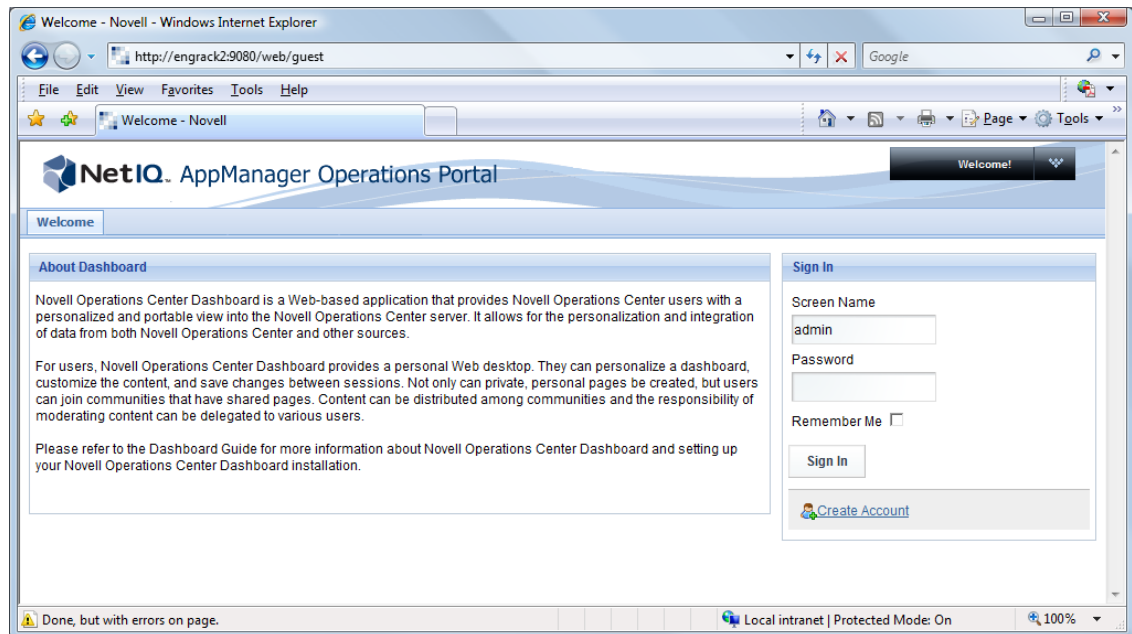 Welcome - Novell - Windows Internet Explorer
http://engrack2:9080/web/guest
Google
File Edit View Favorites Tools Help
Welcome - Novell
Page Tools »
NetIQ™ AppManager Operations Portal
Welcome!
Welcome
About Dashboard
Novell Operations Center Dashboard is a Web-based application that provides Novell Operations Center users with a
personalized and portable view into the Novell Operations Center server. It allows for the personalization and integration
of data from both Novell Operations Center and other sources.
For users, Novell Operations Center Dashboard provides a personal Web desktop. They can personalize a dashboard,
customize the content, and save changes between sessions. Not only can private, personal pages be created, but users
can join communities that have shared pages. Content can be distributed among communities and the responsibility of
moderating content can be delegated to various users.
Please refer to the Dashboard Guide for more information about Novell Operations Center Dashboard and setting up
your Novell Operations Center Dashboard installation.
Sign In
Screen Name
admin
Password
Remember Me
Sign In
Create Account
Done, but with errors on page.
Local intranet | Protected Mode: On
100%